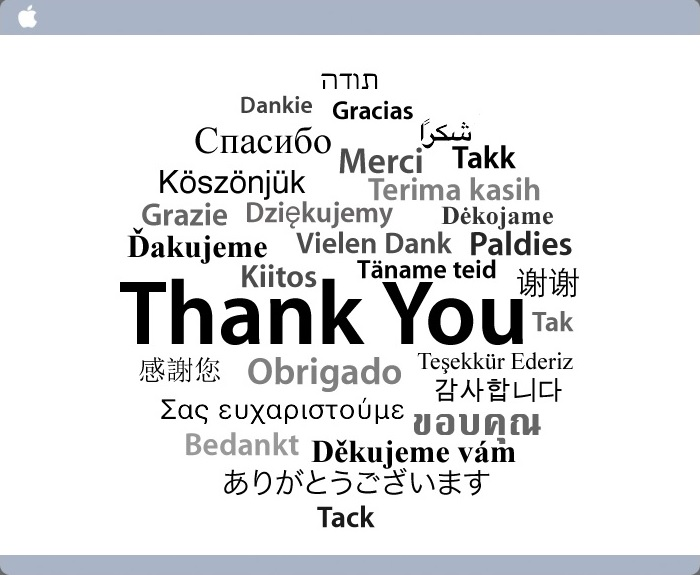 תודה
Dankie Gracias
Спасибо شكرًا
Merci Takk
Köszönjük Terima kasih
Grazie Dziękujemy Dėkojame
Ďakujeme Vielen Dank Paldies
Kiitos Täname teid 谢谢
Thank You Tak
感謝您 Obrigado Teşekkür Ederiz
감사합니다
Σας ευχαριστούμε ขอบคุณ
Bedankt Děkujeme vám
ありがとうございます
Tack